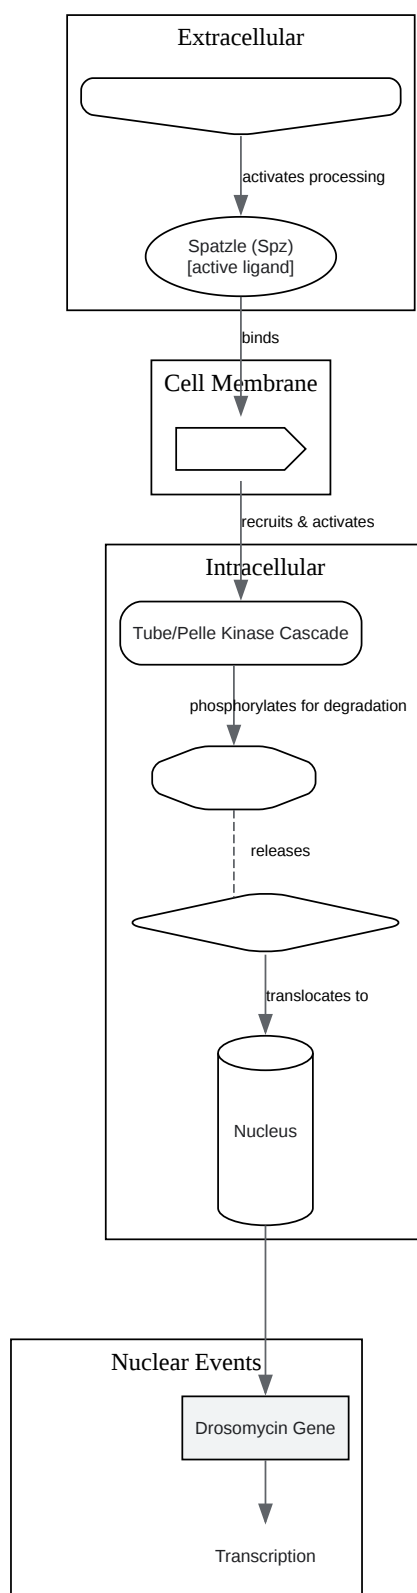 Extracellular
activates processing
Spatzle (Spz)
[active ligand]
binds
Cell Membrane
recruits & activates
Intracellular
Tube/Pelle Kinase Cascade
phosphorylates for degradation
releases
translocates to
Nucleus
Nuclear Events
Drosomycin Gene
Transcription